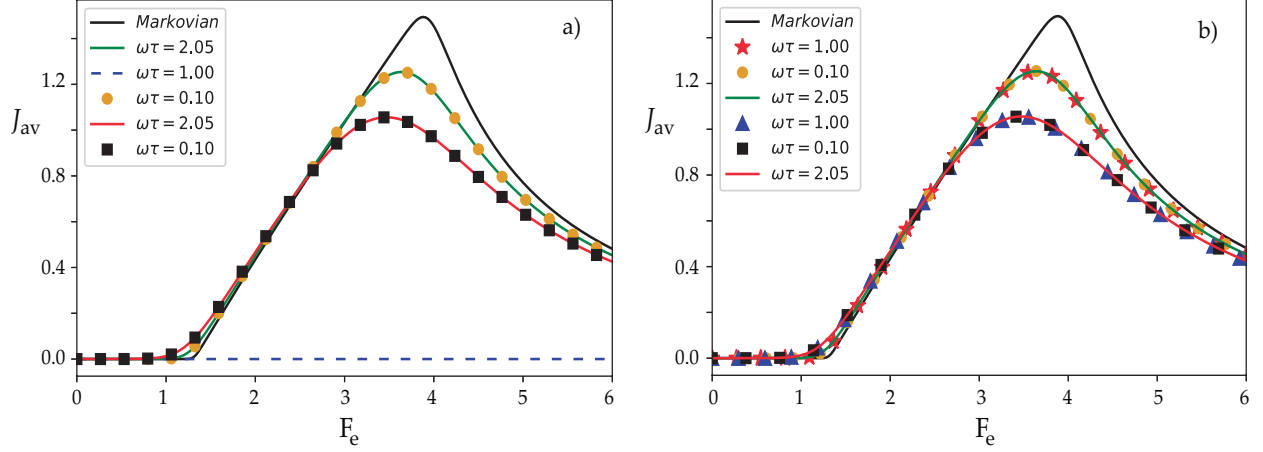 a)
Markovian
ωτ = 2.05
ωτ = 1.00
ωτ = 0.10
ωτ = 2.05
ωτ = 0.10
1.2
0.8
0.4
0.0
J_av
0 1 2 3 4 5 6
F_e
b)
Markovian
ωτ = 1.00
ωτ = 0.10
ωτ = 2.05
ωτ = 1.00
ωτ = 0.10
ωτ = 2.05
1.2
0.8
0.4
0.0
J_av
0 1 2 3 4 5 6
F_e